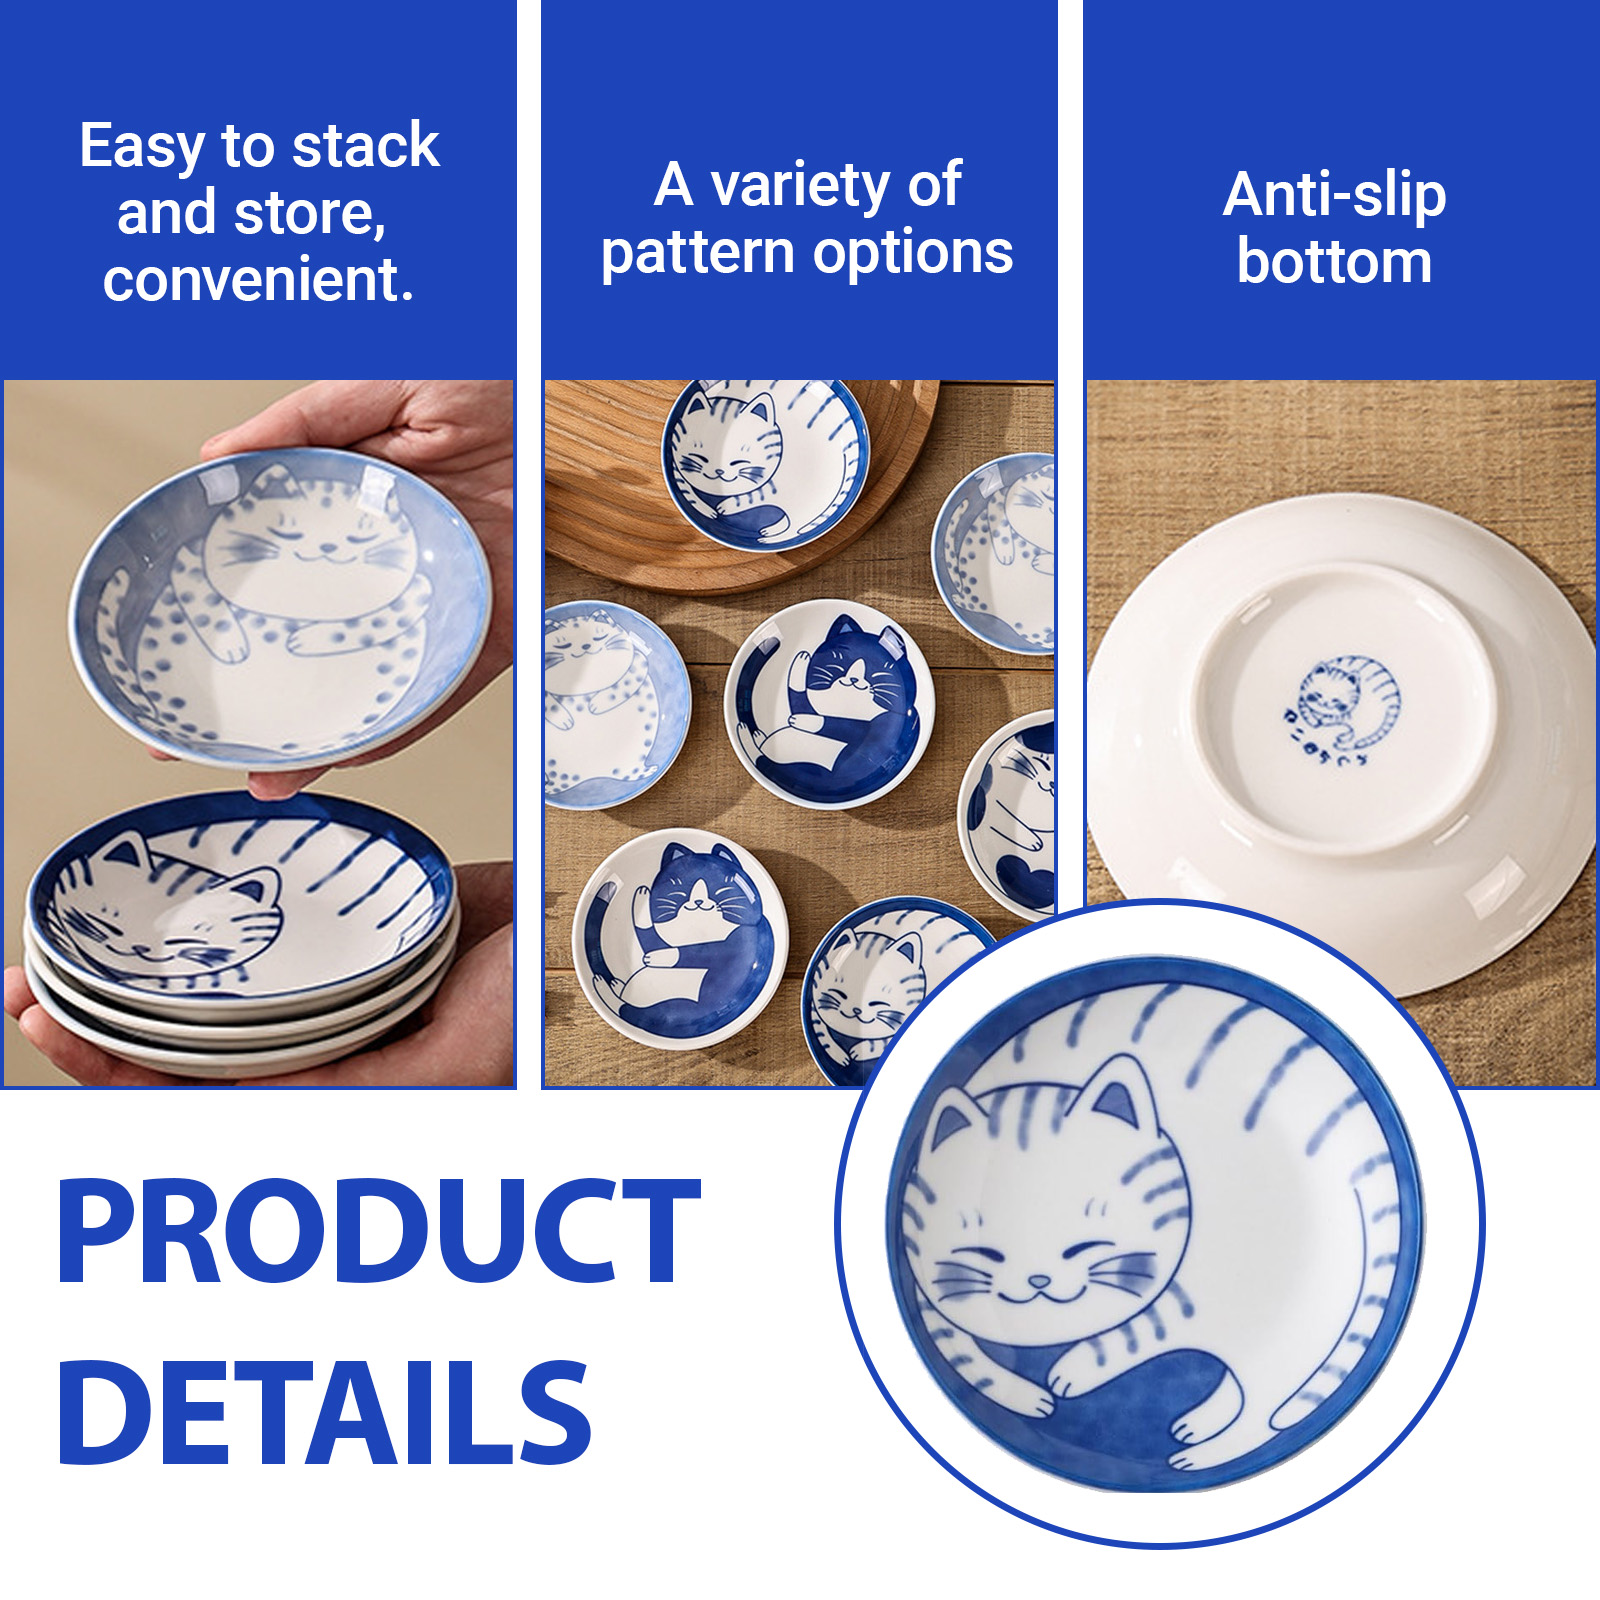 Easy to stack
and store,
convenient.
A variety of
pattern options
Anti-slip
bottom
PRODUCT
DETAILS